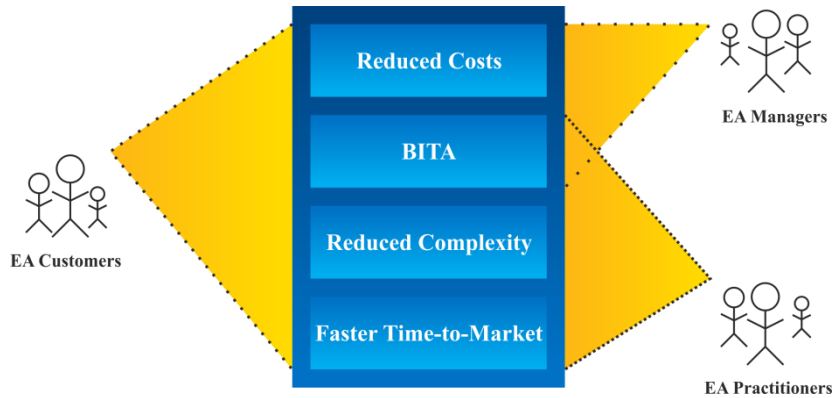 Reduced Costs
BITA
Reduced Complexity
Faster Time-to-Market
EA Customers
EA Managers
EA Practitioners